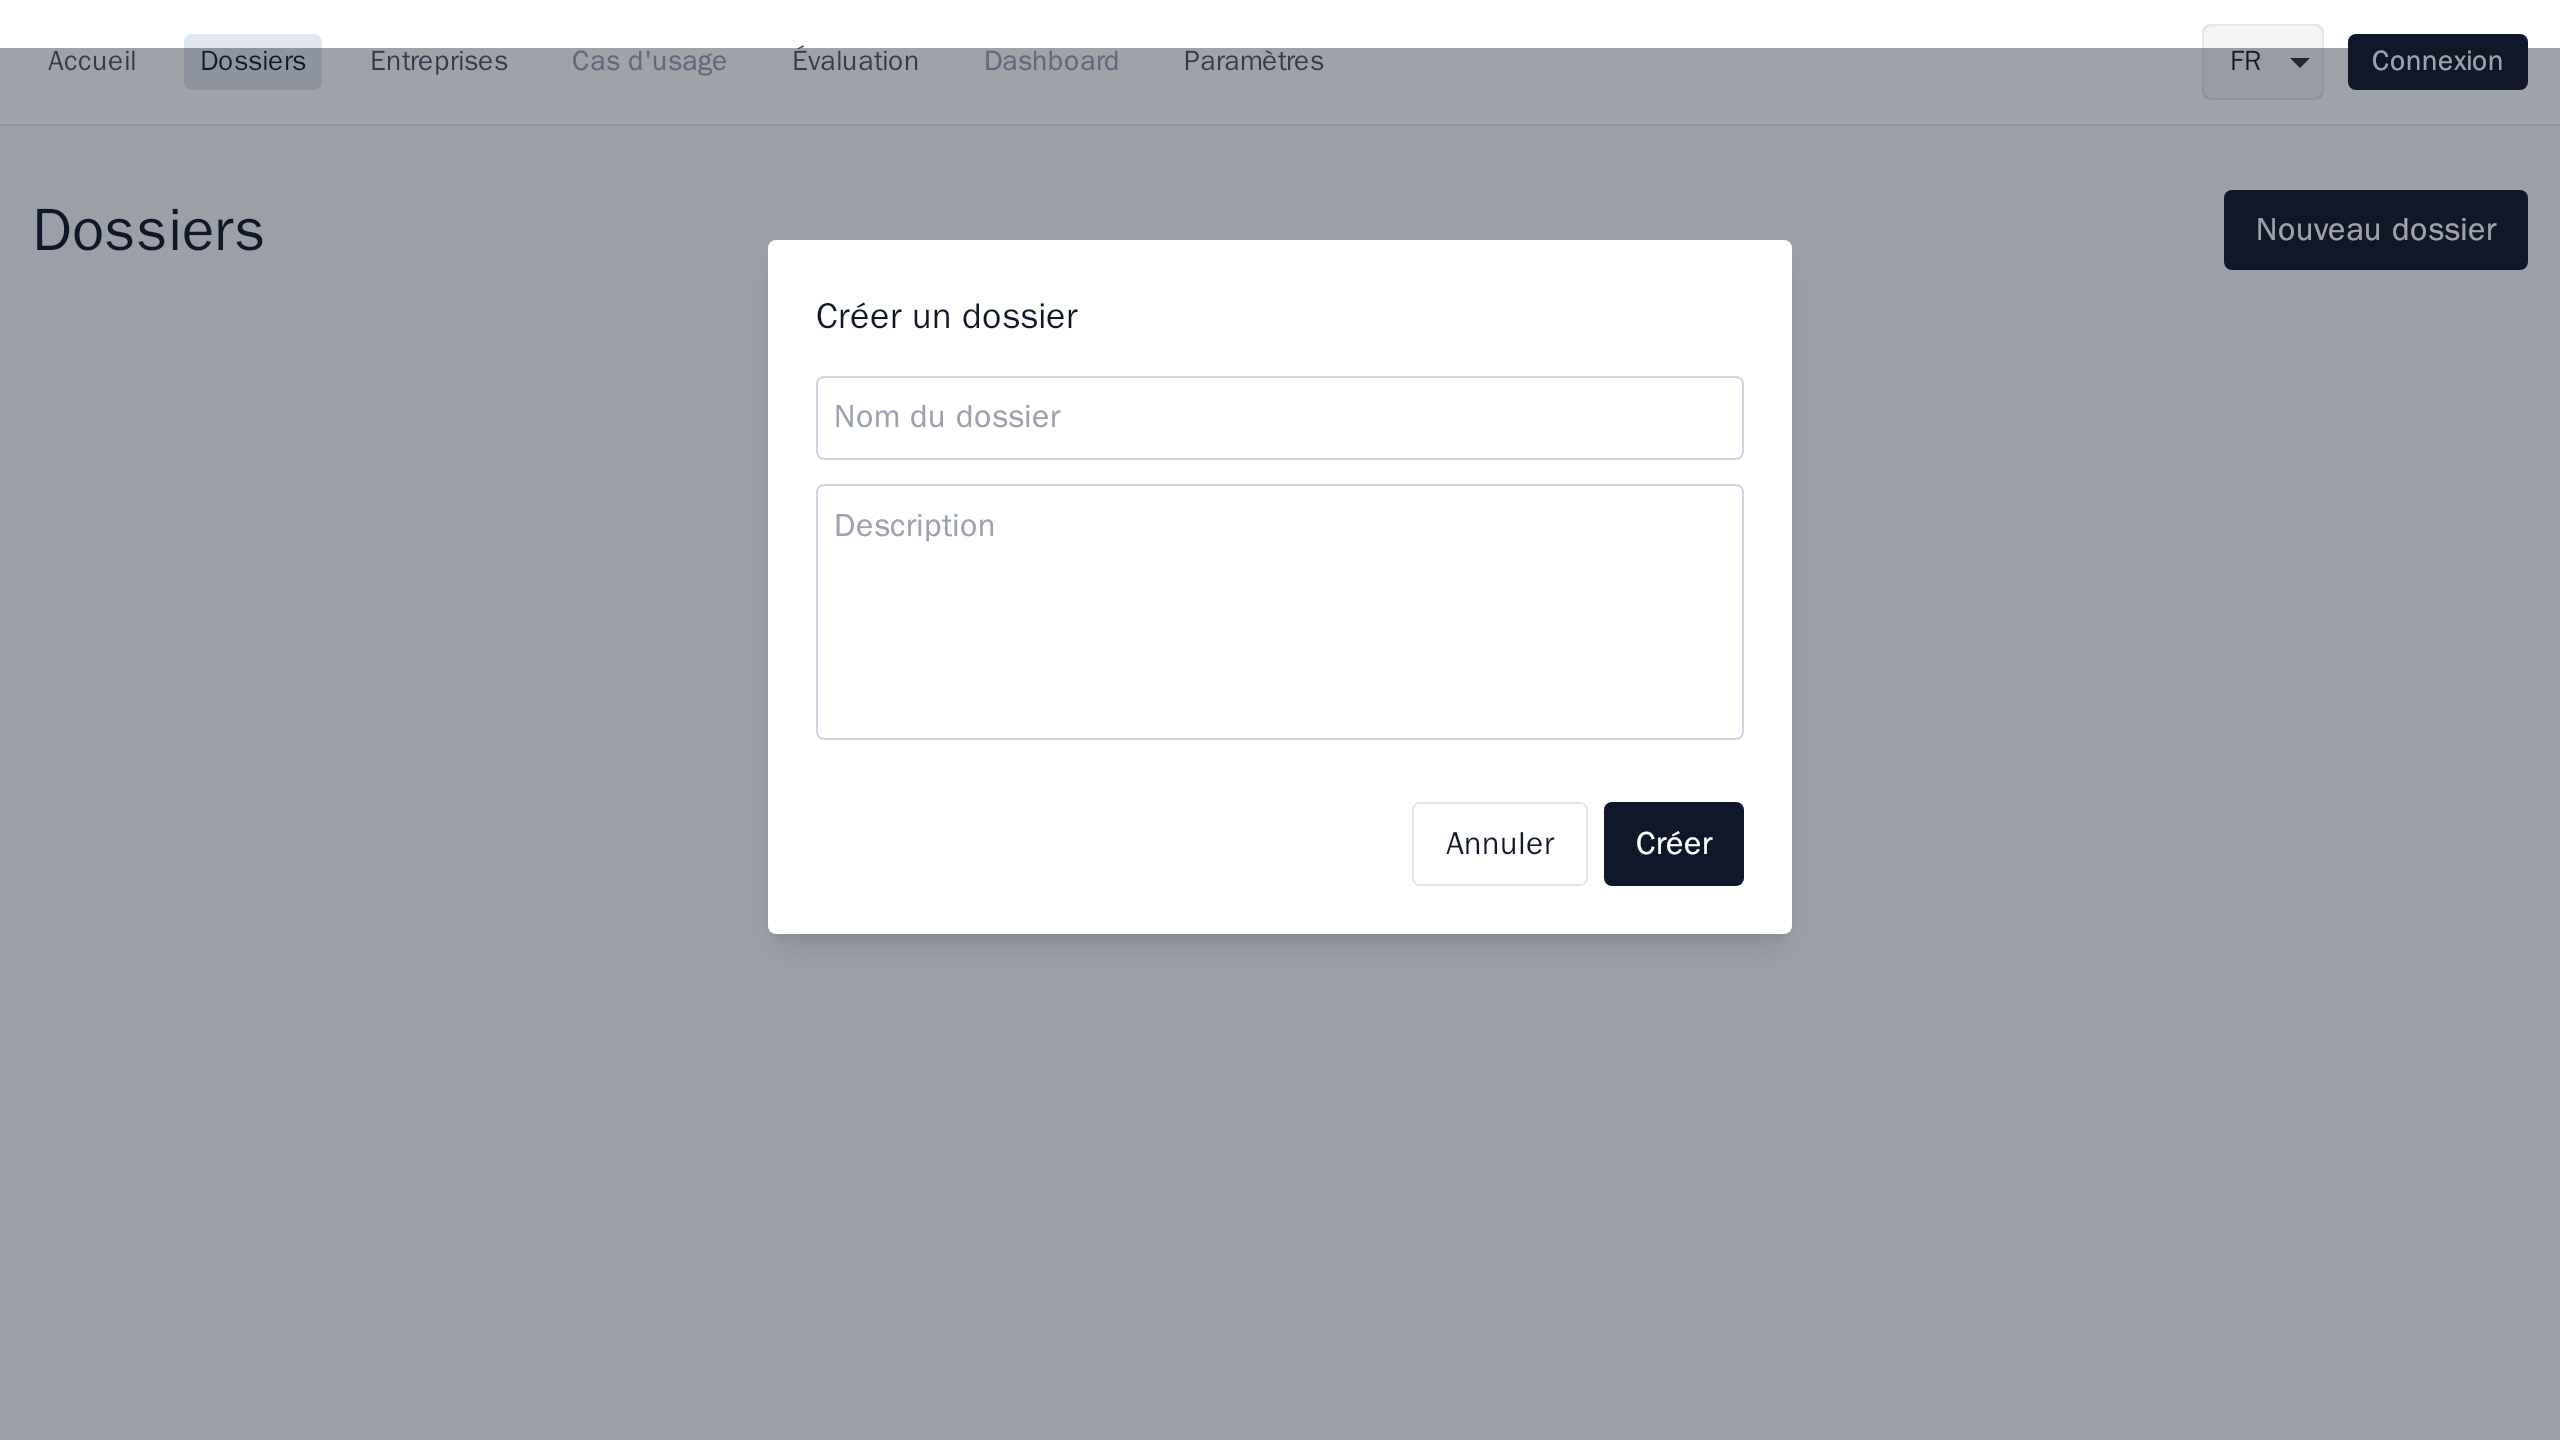 Accueil Dossiers Entreprises Cas d'usage Évaluation Dashboard Paramètres FR Connexion
Dossiers Nouveau dossier
Créer un dossier
Nom du dossier
Description
Annuler Créer